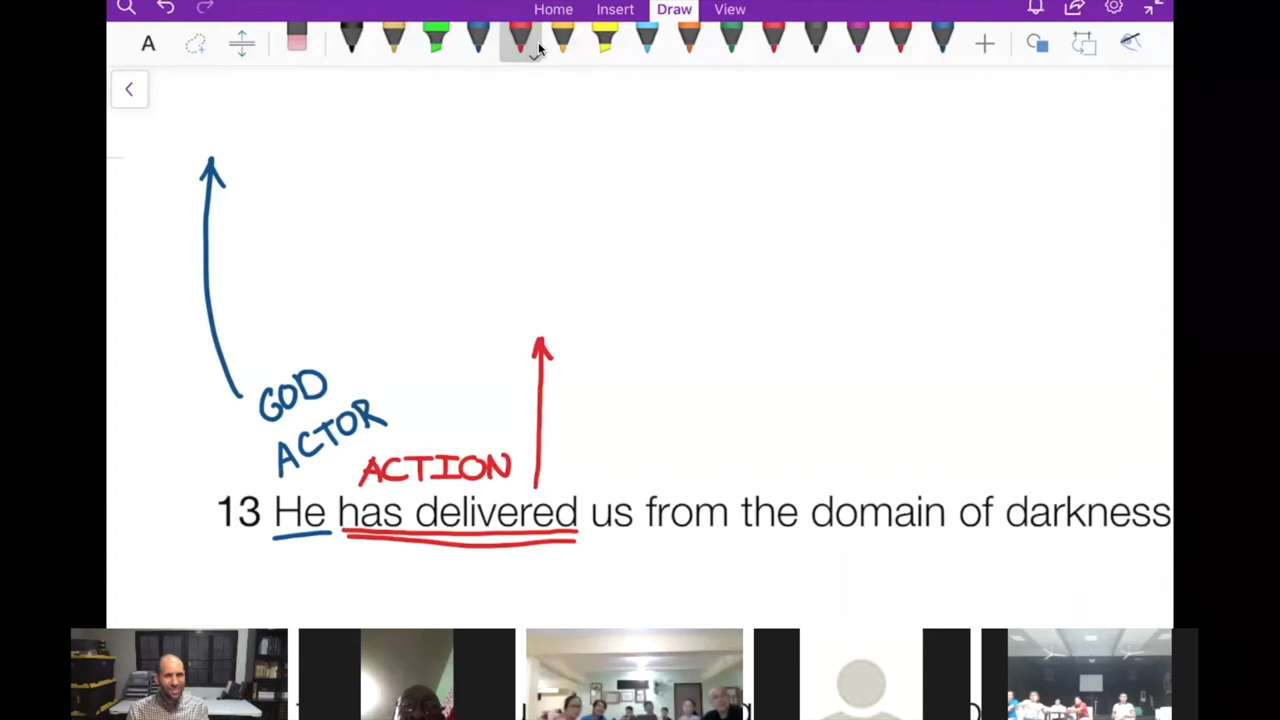 Home Insert Draw View
A
GOD
ACTOR
ACTION
13 He has delivered us from the domain of darkness